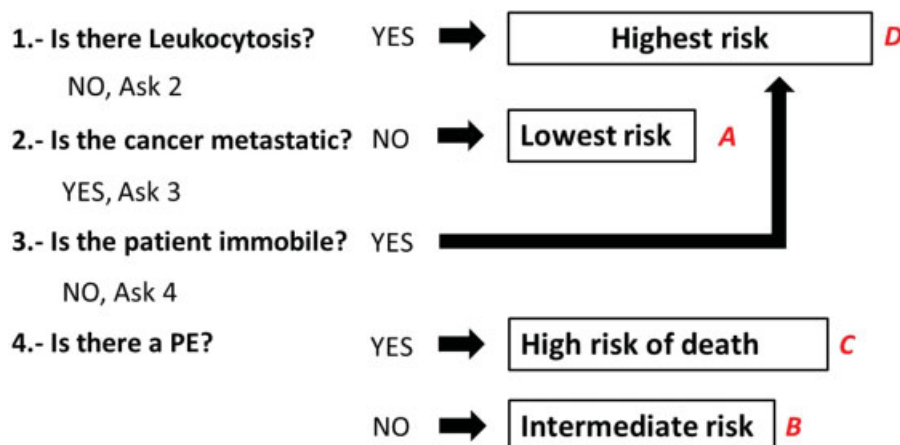 1.- Is there Leukocytosis? YES Highest risk D
NO, Ask 2
2.- Is the cancer metastatic? NO Lowest risk A
YES, Ask 3
3.- Is the patient immobile? YES
NO, Ask 4
4.- Is there a PE? YES High risk of death C
NO Intermediate risk B